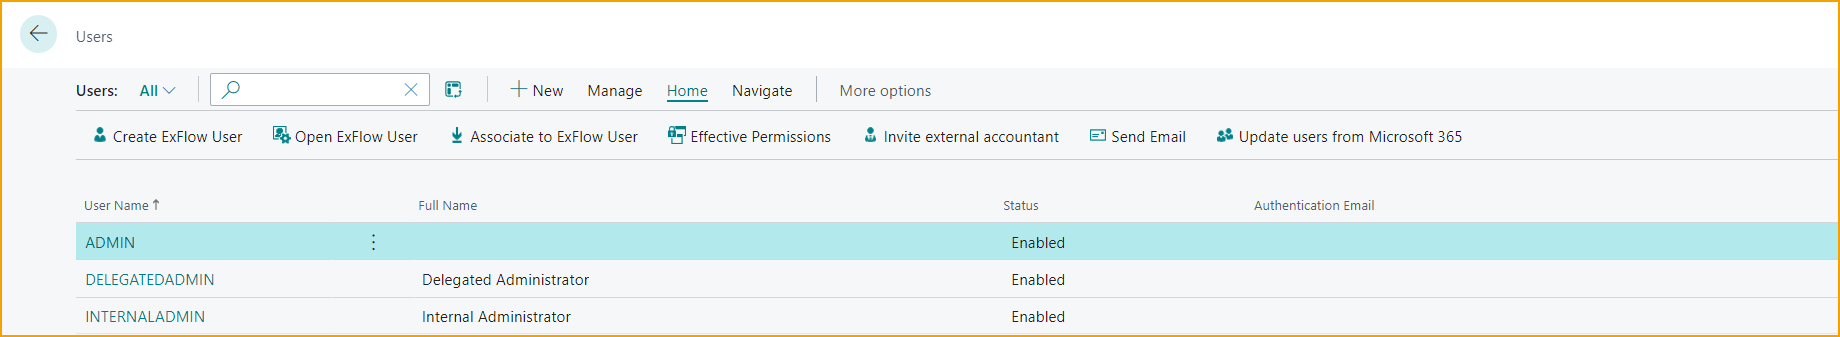 Users
Users: All New Manage Home Navigate More options
Create ExFlow User Open ExFlow User Associate to ExFlow User Effective Permissions Invite external accountant Send Email Update users from Microsoft 365
User Name↑ Full Name Status Authentication Email
ADMIN Enabled
DELEGATEDADMIN Delegated Administrator Enabled
INTERNALADMIN Internal Administrator Enabled